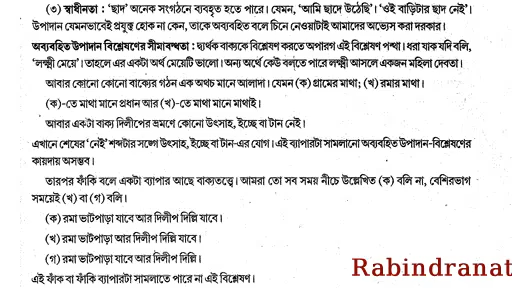 (৩) স্বাধীনতা : 'ছাদ' অনেক সংগঠনে ব্যবহৃত হতে পারে। যেমন, 'আমি ছাদে উঠেছি'। 'ওই বাড়িটার ছাদ নেই'।
উপাদান যেমনভাবেই প্রযুক্ত হোক না কেন, তাকে অব্যবহিত বলে চিনে নেওয়াটাই আমাদের অভ্যেস করা দরকার।
অব্যবহিত উপাদান বিশ্লেষণের সীমাবদ্ধতা : দ্ব্যর্থক বাক্যকে বিশ্লেষণ করতে অপারগ এই বিশ্লেষণ পন্থা। ধরা যাক যদি বলি,
'লক্ষ্মী মেয়ে'। তাহলে এর একটা অর্থ মেয়েটি ভালো। অন্য অর্থে কেউ বলতে পারে লক্ষ্মী আসলে একজন মহিলা দেবতা।
আবার কোনো কোনো বাক্যের গঠন এক অথচ মানে আলাদা। যেমন (ক) গ্রামের মাথা; (খ) রমার মাথা।
(ক)-তে মাথা মানে প্রধান আর (খ)-তে মাথা মানে মাথাই।
আবার একটা বাক্য দিলীপের ভ্রমণে কোনো উৎসাহ, ইচ্ছে বা টান নেই।
এখানে শেষের 'নেই' শব্দটার সঙ্গে উৎসাহ, ইচ্ছে বা টান-এর যোগ। এই ব্যাপারটা সামলানো অব্যবহিত উপাদান-বিশ্লেষণের
কায়দায় অসম্ভব।
তারপর ফাঁকি বলে একটা ব্যাপার আছে বাক্যতত্ত্বে। আমরা তো সব সময় নীচে উল্লেখিত (ক) বলি না, বেশিরভাগ
সময়েই (খ) বা (গ) বলি।
(ক) রমা ভাটপাড়া যাবে আর দিলীপ দিল্লি যাবে।
(খ) রমা ভাটপাড়া আর দিলীপ দিল্লি যাবে।
(গ) রমা ভাটপাড়া যাবে আর দিলীপ দিল্লি।
এই ফাঁক বা ফাঁকি ব্যাপারটা সামলাতে পারে না এই বিশ্লেষণ।
Rabindranat